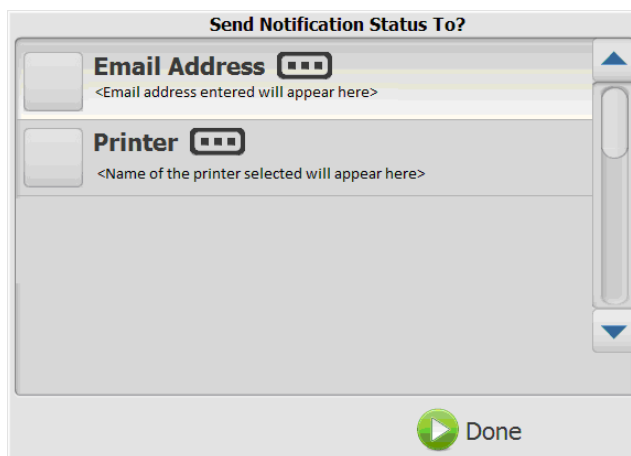 Send Notification Status To?
Email Address
<Email address entered will appear here>
Printer
<Name of the printer selected will appear here>
Done